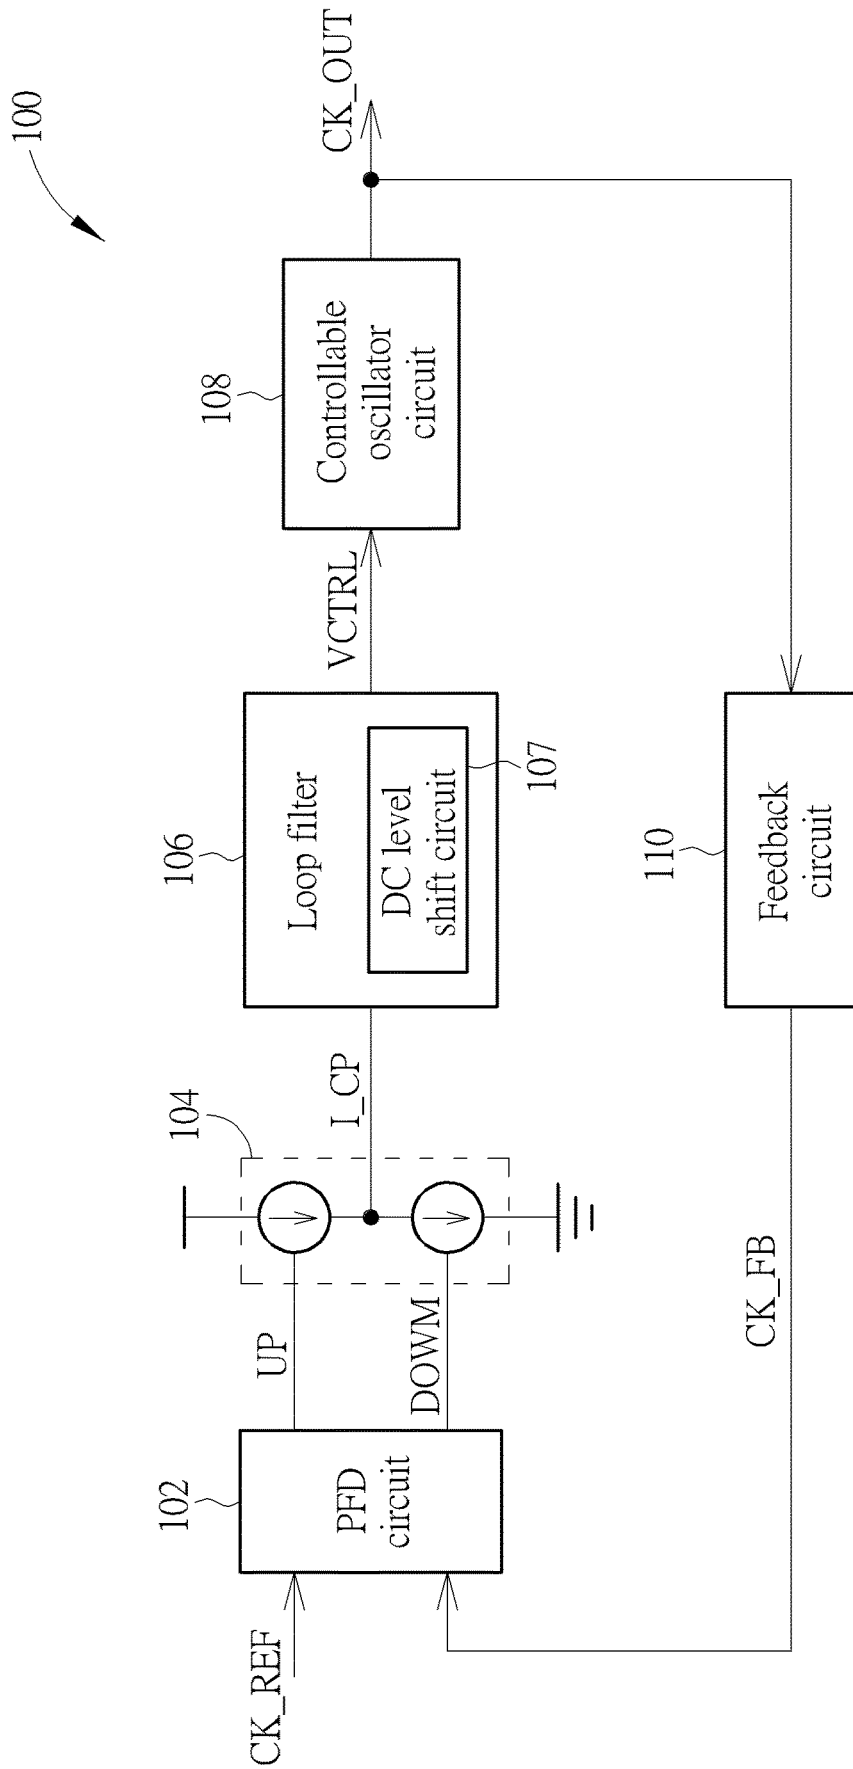 100
CK_REF
102
PFD
circuit
UP
DOWM
104
I_CP
106
Loop filter
DC level
shift circuit
107
VCTRL
108
Controllable
oscillator
circuit
CK_OUT
CK_FB
110
Feedback
circuit